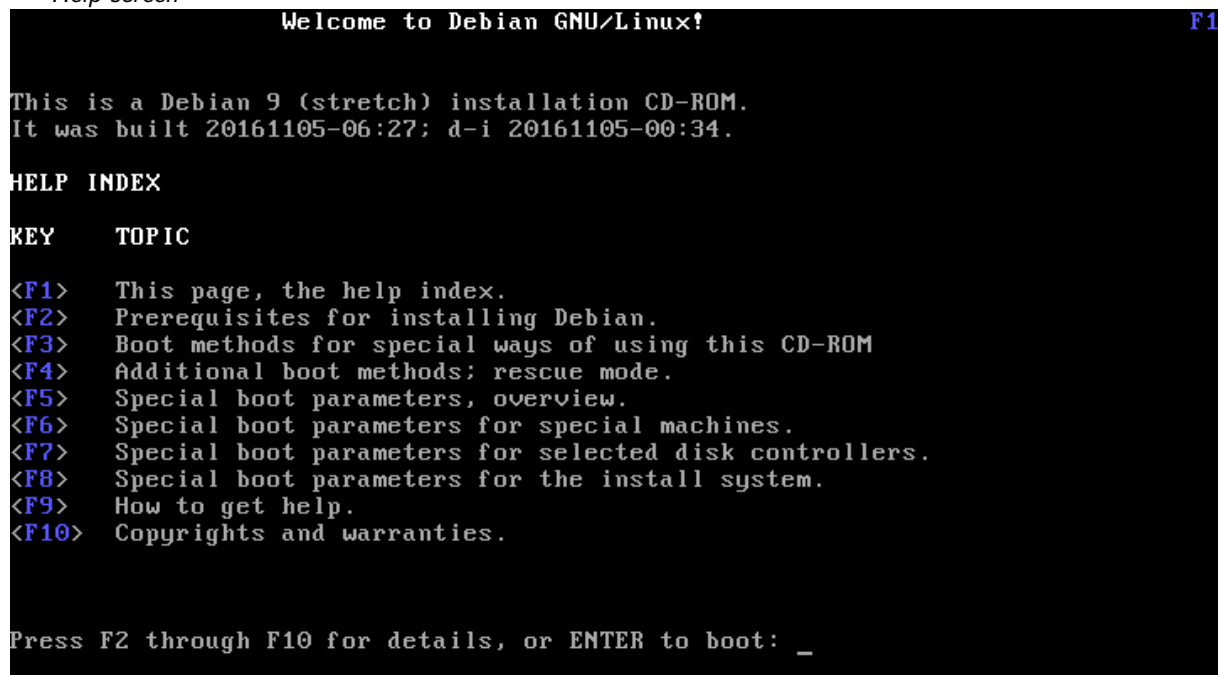 Help screen
Welcome to Debian GNU/Linux! F1
This is a Debian 9 (stretch) installation CD-ROM.
It was built 20161105-06:27; d-i 20161105-00:34.
HELP INDEX
KEY TOPIC
<F1> This page, the help index.
<F2> Prerequisites for installing Debian.
<F3> Boot methods for special ways of using this CD-ROM
<F4> Additional boot methods; rescue mode.
<F5> Special boot parameters, overview.
<F6> Special boot parameters for special machines.
<F7> Special boot parameters for selected disk controllers.
<F8> Special boot parameters for the install system.
<F9> How to get help.
<F10> Copyrights and warranties.
Press F2 through F10 for details, or ENTER to boot: _